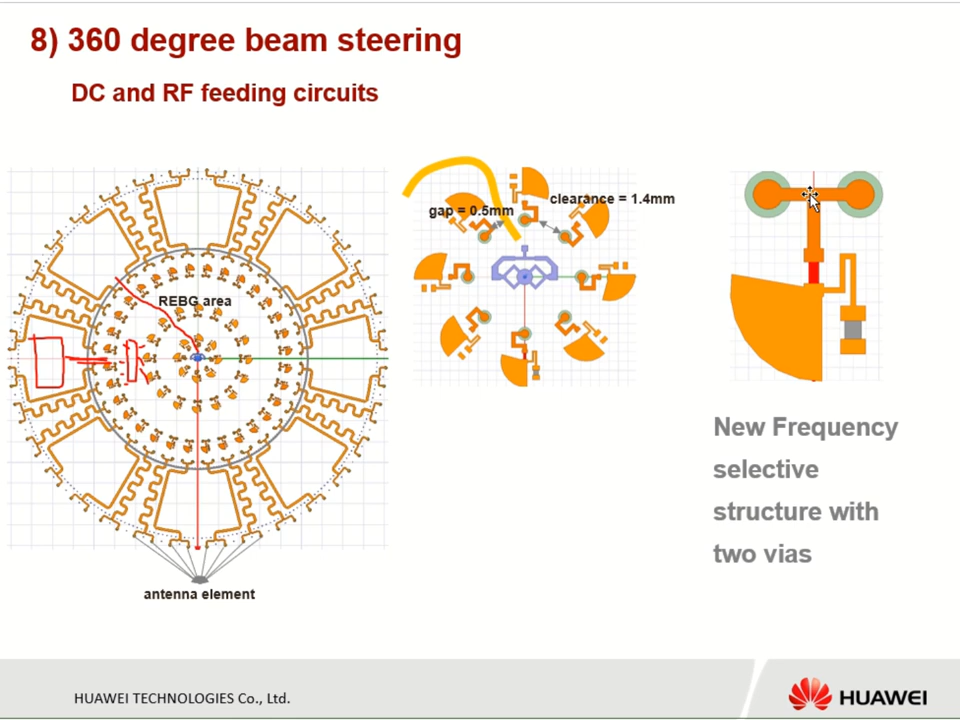 8) 360 degree beam steering
DC and RF feeding circuits
clearance = 1.4mm
gap = 0.5mm
REBG area
New Frequency
selective
structure with
two vias
antenna element
HUAWEI TECHNOLOGIES Co., Ltd.
HUAWEI